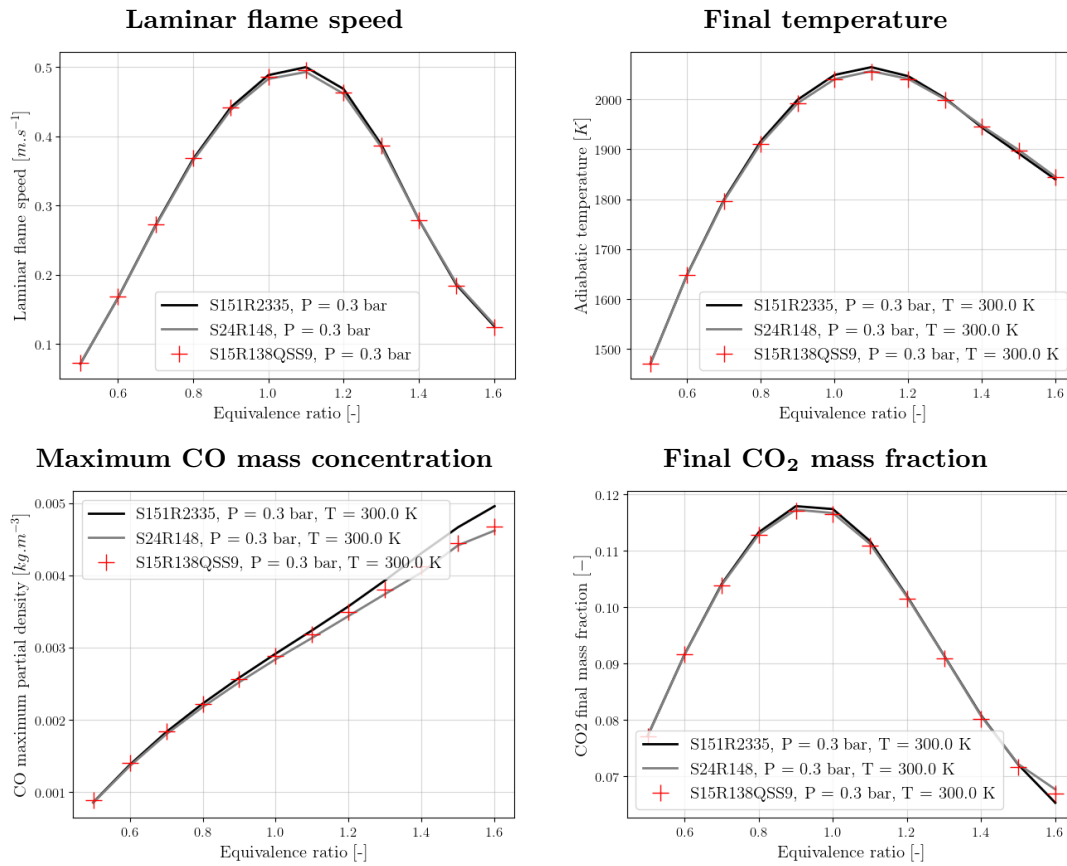 Laminar flame speed
Laminar flame speed [m.s⁻¹]
0.5
0.4
0.3
0.2
0.1
S151R2335, P = 0.3 bar
S24R148, P = 0.3 bar
S15R138QSS9, P = 0.3 bar
0.6 0.8 1.0 1.2 1.4 1.6
Equivalence ratio [-]
Final temperature
Adiabatic temperature [K]
2000
1900
1800
1700
1600
1500
S151R2335, P = 0.3 bar, T = 300.0 K
S24R148, P = 0.3 bar, T = 300.0 K
S15R138QSS9, P = 0.3 bar, T = 300.0 K
0.6 0.8 1.0 1.2 1.4 1.6
Equivalence ratio [-]
Maximum CO mass concentration
CO maximum partial density [kg.m⁻³]
0.005
0.004
0.003
0.002
0.001
S151R2335, P = 0.3 bar, T = 300.0 K
S24R148, P = 0.3 bar, T = 300.0 K
S15R138QSS9, P = 0.3 bar, T = 300.0 K
0.6 0.8 1.0 1.2 1.4 1.6
Equivalence ratio [-]
Final CO₂ mass fraction
CO2 final mass fraction [−]
0.12
0.11
0.10
0.09
0.08
0.07
S151R2335, P = 0.3 bar, T = 300.0 K
S24R148, P = 0.3 bar, T = 300.0 K
S15R138QSS9, P = 0.3 bar, T = 300.0 K
0.6 0.8 1.0 1.2 1.4 1.6
Equivalence ratio [-]